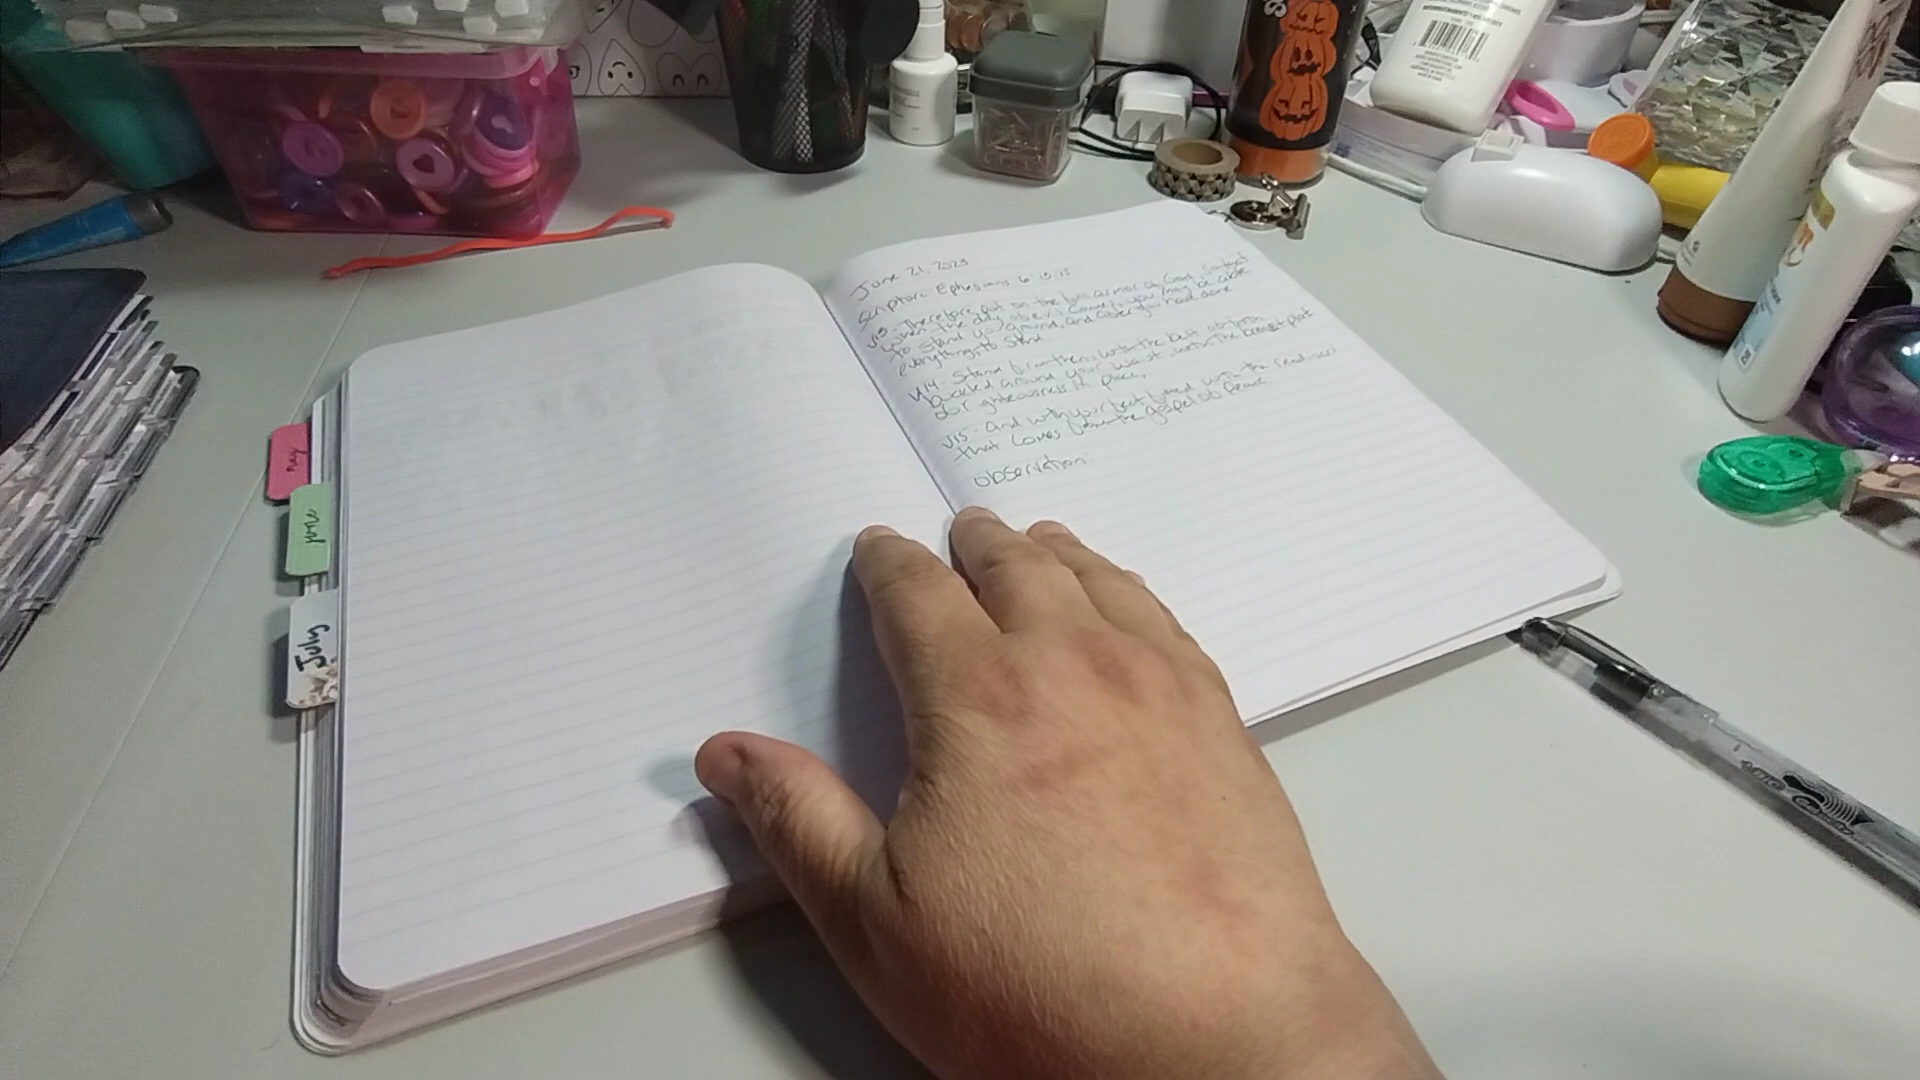 June 21, 2023
Scripture: Ephesians 6:13-15
V13 - Therefore, put on the full armor of God, so that
when the day of evil comes, you may be able
to stand your ground, and after you have done
everything, to stand.
V14 - Stand firm then, with the belt of truth
buckled around your waist, with the breastplate
of righteousness in place,
V15 - and with your feet fitted with the readiness
that comes from the gospel of peace.
Observation:
may
june
July